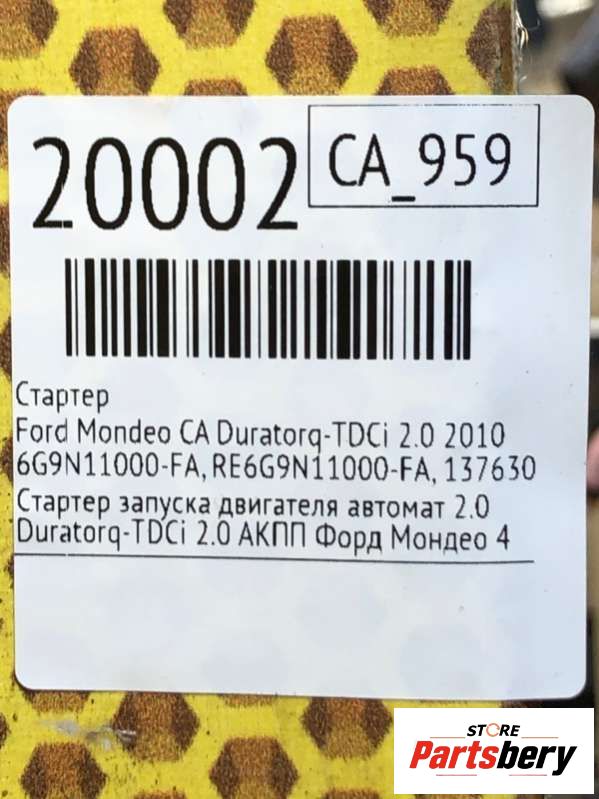 20002
CA_959
Стартер
Ford Mondeo CA Duratorq-TDCi 2.0 2010
6G9N11000-FA, RE6G9N11000-FA, 137630
Стартер запуска двигателя автомат 2.0
Duratorq-TDCi 2.0 АКПП Форд Мондео 4
STORE
Partsbery